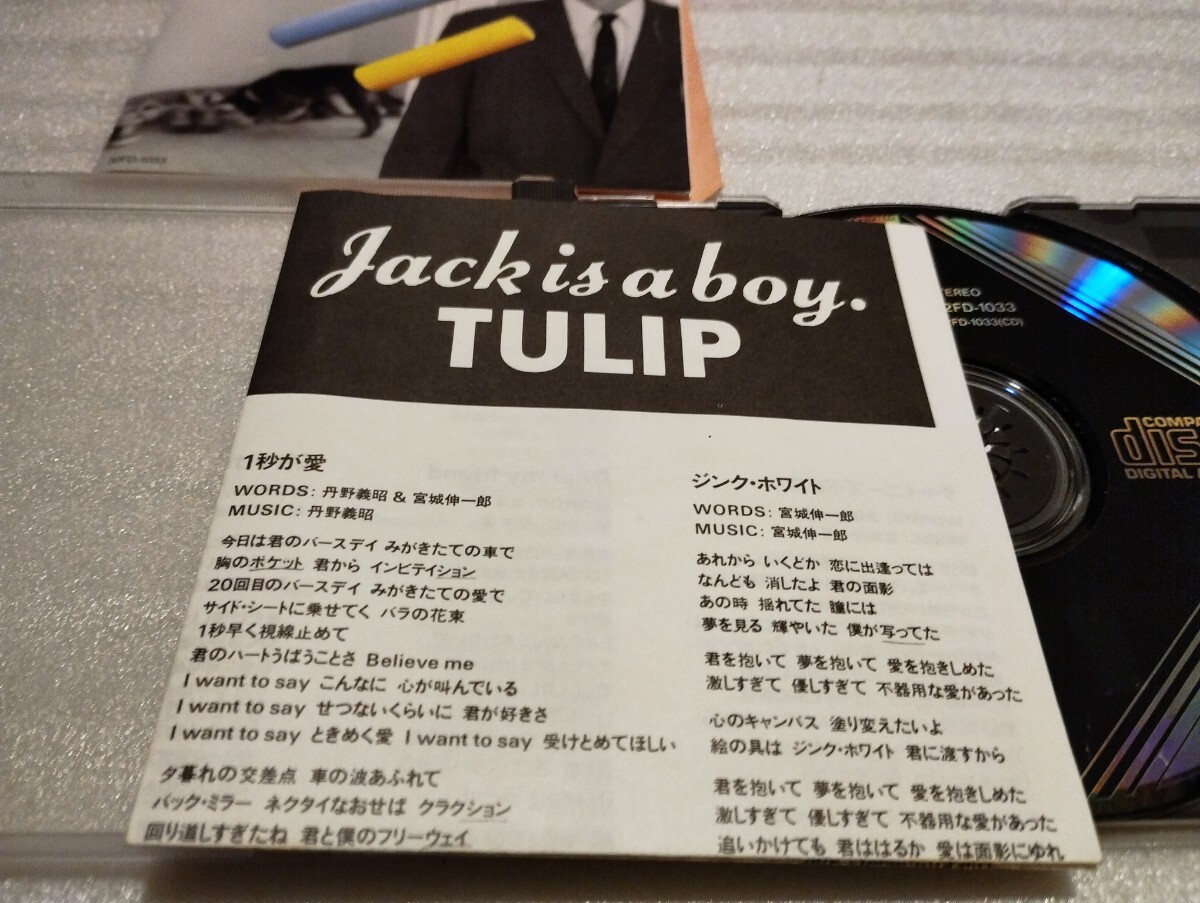 Jack is a boy.
TULIP
1秒が愛
WORDS: 丹野義昭 & 宮城伸一郎
MUSIC: 丹野義昭
今日は君のバースデイ みがきたての車で
胸のポケット 君から インビテイション
20回目のバースデイ みがきたての愛で
サイド・シートに乗せてく バラの花束
1秒早く視線止めて
君のハートうばうことさ Believe me
I want to say こんなに 心が叫んでいる
I want to say せつないくらいに 君が好きさ
I want to say ときめく愛 I want to say 受けとめてほしい
夕暮れの交差点 車の波あふれて
バック・ミラー ネクタイなおせば クラクション
回り道しすぎたね 君と僕のフリーウェイ
ジンク・ホワイト
WORDS: 宮城伸一郎
MUSIC: 宮城伸一郎
あれから いくどか 恋に出逢っては
なんども 消したよ 君の面影
あの時 揺れてた 瞳には
夢を見る 輝やいた 僕が写ってた
君を抱いて 夢を抱いて 愛を抱きしめた
激しすぎて 優しすぎて 不器用な愛があった
心のキャンバス 塗り変えたいよ
絵の具は ジンク・ホワイト 君に渡すから
君を抱いて 夢を抱いて 愛を抱きしめた
激しすぎて 優しすぎて 不器用な愛があった
追いかけても 君ははるか 愛は面影にゆれ
TEREO
2FD-1033
2FD-1033(CD)
COMPA
dis
DIGITAL A